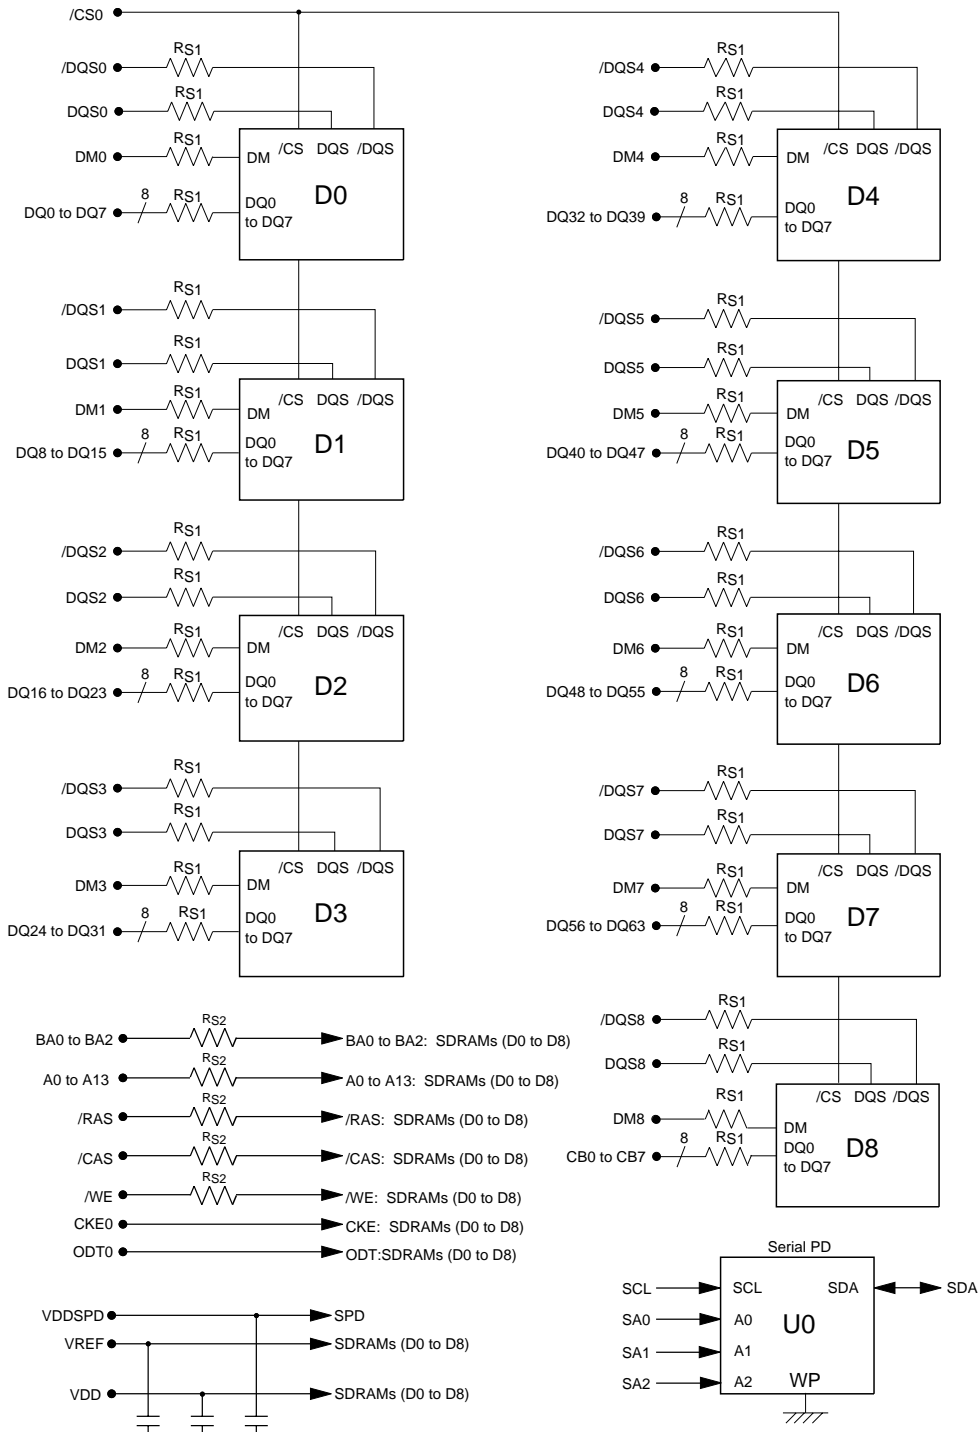 /CS0
RS1
/DQS0
RS1
DQS0
RS1
DM0
8
RS1
DQ0 to DQ7
/CS DQS /DQS
DM
D0
DQ0
to DQ7
RS1
/DQS1
RS1
DQS1
RS1
DM1
8
RS1
DQ8 to DQ15
/CS DQS /DQS
DM
D1
DQ0
to DQ7
RS1
/DQS2
RS1
DQS2
RS1
DM2
8
RS1
DQ16 to DQ23
/CS DQS /DQS
DM
D2
DQ0
to DQ7
RS1
/DQS3
RS1
DQS3
RS1
DM3
8
RS1
DQ24 to DQ31
/CS DQS /DQS
DM
D3
DQ0
to DQ7
RS1
/DQS4
RS1
DQS4
RS1
DM4
8
RS1
DQ32 to DQ39
/CS DQS /DQS
DM
D4
DQ0
to DQ7
RS1
/DQS5
RS1
DQS5
RS1
DM5
8
RS1
DQ40 to DQ47
/CS DQS /DQS
DM
D5
DQ0
to DQ7
RS1
/DQS6
RS1
DQS6
RS1
DM6
8
RS1
DQ48 to DQ55
/CS DQS /DQS
DM
D6
DQ0
to DQ7
RS1
/DQS7
RS1
DQS7
RS1
DM7
8
RS1
DQ56 to DQ63
/CS DQS /DQS
DM
D7
DQ0
to DQ7
RS1
/DQS8
RS1
DQS8
RS1
DM8
8
RS1
CB0 to CB7
/CS DQS /DQS
DM
D8
DQ0
to DQ7
RS2
BA0 to BA2 BA0 to BA2: SDRAMs (D0 to D8)
RS2
A0 to A13 A0 to A13: SDRAMs (D0 to D8)
RS2
/RAS /RAS: SDRAMs (D0 to D8)
RS2
/CAS /CAS: SDRAMs (D0 to D8)
RS2
/WE /WE: SDRAMs (D0 to D8)
CKE0 CKE: SDRAMs (D0 to D8)
ODT0 ODT:SDRAMs (D0 to D8)
VDDSPD SPD
VREF SDRAMs (D0 to D8)
VDD SDRAMs (D0 to D8)
Serial PD
SCL SCL SDA SDA
SA0 A0
U0
SA1 A1
SA2 A2 WP